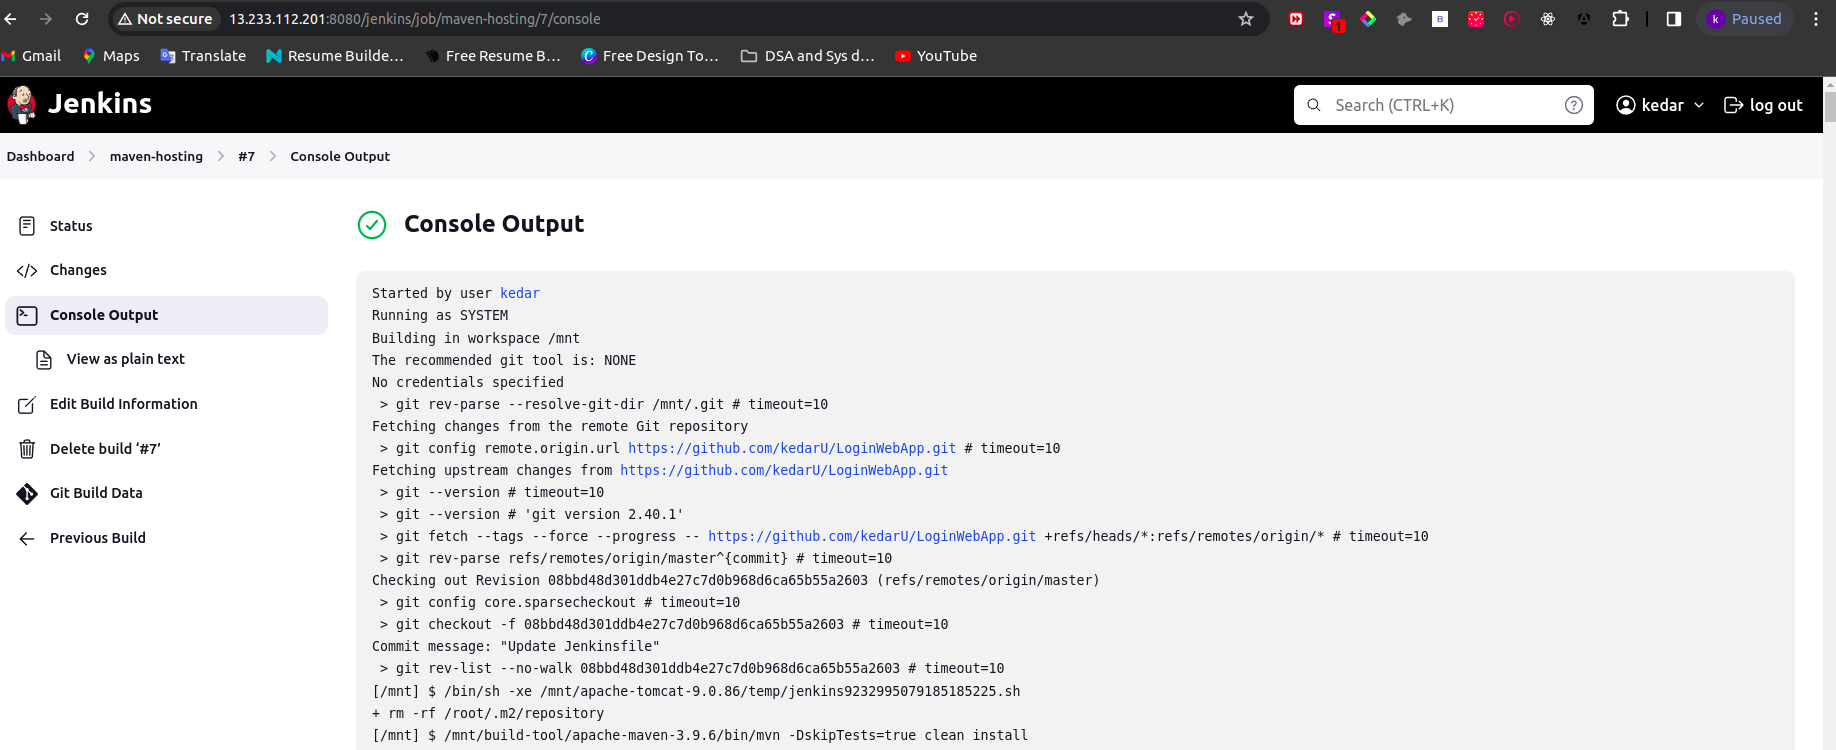 Not secure 13.233.112.201:8080/jenkins/job/maven-hosting/7/console
1
k Paused
Gmail Maps Translate Resume Builde... Free Resume B... Free Design To... DSA and Sys d... YouTube
Jenkins
Search (CTRL+K) ?
kedar
log out
Dashboard > maven-hosting > #7 > Console Output
Status
Changes
Console Output
View as plain text
Edit Build Information
Delete build ‘#7’
Git Build Data
Previous Build
Console Output
Started by user kedar
Running as SYSTEM
Building in workspace /mnt
The recommended git tool is: NONE
No credentials specified
 > git rev-parse --resolve-git-dir /mnt/.git # timeout=10
Fetching changes from the remote Git repository
 > git config remote.origin.url https://github.com/kedarU/LoginWebApp.git # timeout=10
Fetching upstream changes from https://github.com/kedarU/LoginWebApp.git
 > git --version # timeout=10
 > git --version # 'git version 2.40.1'
 > git fetch --tags --force --progress -- https://github.com/kedarU/LoginWebApp.git +refs/heads/*:refs/remotes/origin/* # timeout=10
 > git rev-parse refs/remotes/origin/master^{commit} # timeout=10
Checking out Revision 08bbd48d301ddb4e27c7d0b968d6ca65b55a2603 (refs/remotes/origin/master)
 > git config core.sparsecheckout # timeout=10
 > git checkout -f 08bbd48d301ddb4e27c7d0b968d6ca65b55a2603 # timeout=10
Commit message: "Update Jenkinsfile"
 > git rev-list --no-walk 08bbd48d301ddb4e27c7d0b968d6ca65b55a2603 # timeout=10
[/mnt] $ /bin/sh -xe /mnt/apache-tomcat-9.0.86/temp/jenkins9232995079185185225.sh
+ rm -rf /root/.m2/repository
[/mnt] $ /mnt/build-tool/apache-maven-3.9.6/bin/mvn -DskipTests=true clean install